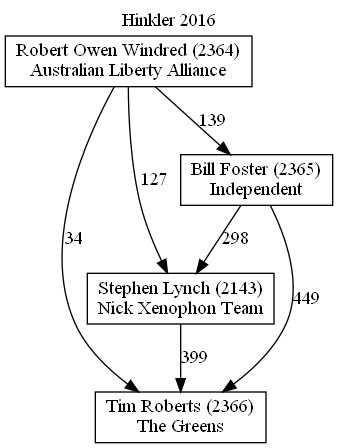 Hinkler 2016
Robert Owen Windred (2364)
Australian Liberty Alliance
139
Bill Foster (2365)
Independent
127
34
298
449
Stephen Lynch (2143)
Nick Xenophon Team
399
Tim Roberts (2366)
The Greens